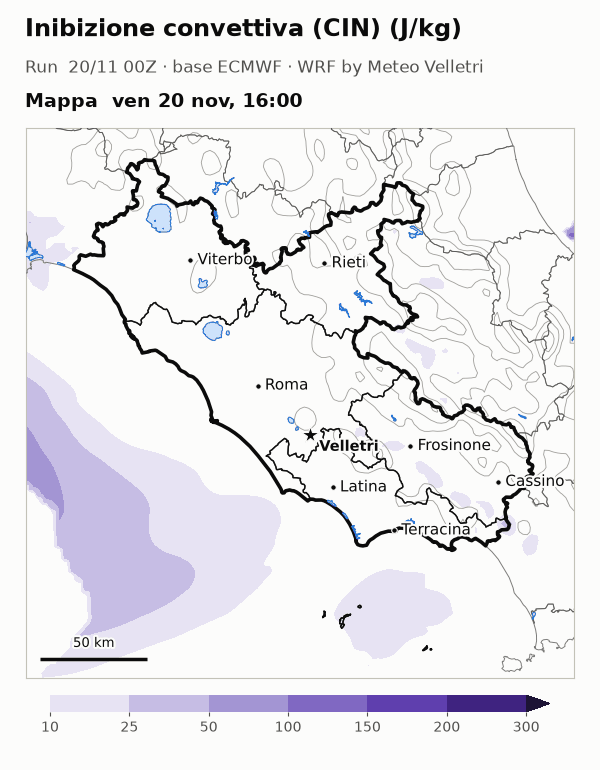 Inibizione convettiva (CIN) (J/kg)
Run  20/11 00Z · base ECMWF · WRF by Meteo Velletri
Mappa  ven 20 nov, 16:00
Viterbo
Rieti
Roma
Velletri
Frosinone
Cassino
Latina
Terracina
50 km
10 25 50 100 150 200 300